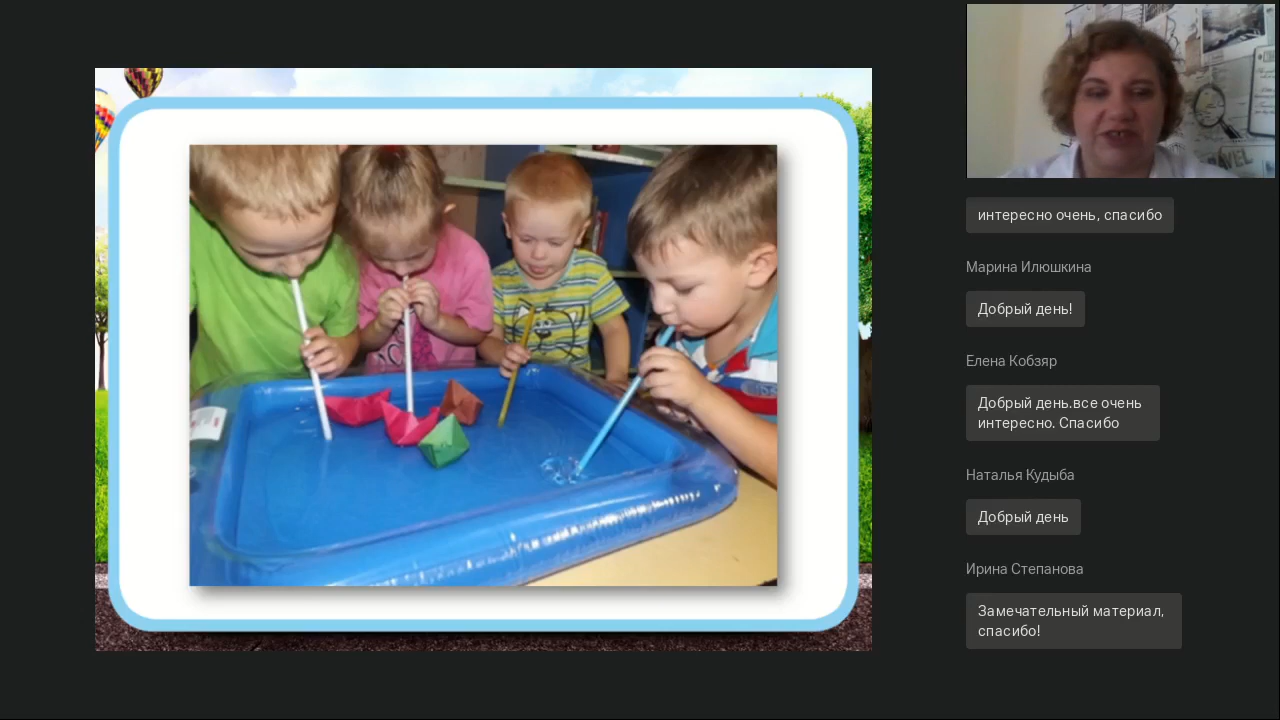 интересно очень, спасибо
Марина Илюшкина
Добрый день!
Елена Кобзяр
Добрый день.все очень
интересно. Спасибо
Наталья Кудыба
Добрый день
Ирина Степанова
Замечательный материал,
спасибо!